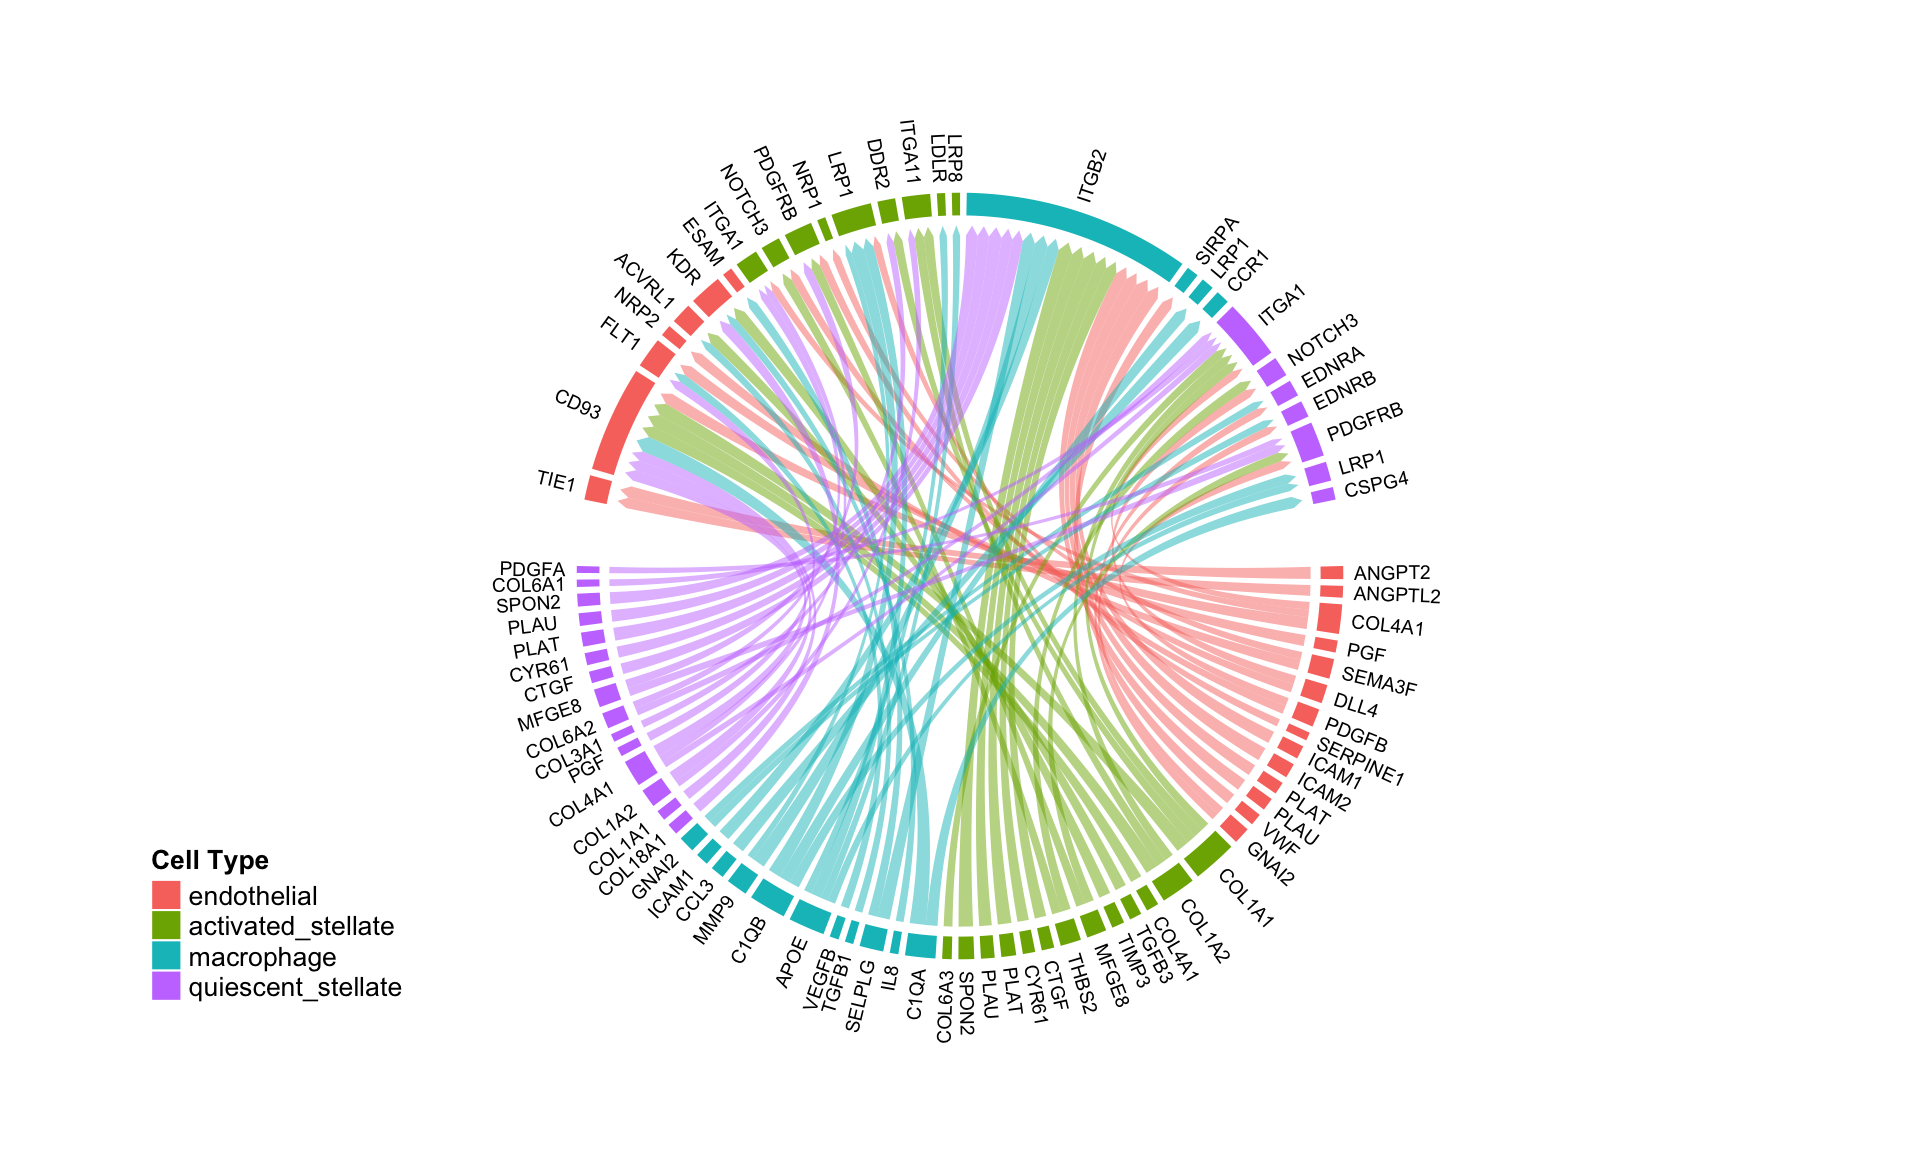 TIE1
CD93
FLT1
NRP2
ACVRL1
KDR
ESAM
ITGA1
NOTCH3
PDGFRB
NRP1
LRP1
DDR2
ITGA11
LDLR
LRP8
ITGB2
SIRPA
LRP1
CCR1
ITGA1
NOTCH3
EDNRA
EDNRB
PDGFRB
LRP1
CSPG4
ANGPT2
ANGPTL2
COL4A1
PGF
SEMA3F
DLL4
PDGFB
SERPINE1
ICAM1
ICAM2
PLAT
PLAU
VWF
GNAI2
COL1A1
COL1A2
COL4A1
TGFB3
TIMP3
MFGE8
THBS2
CTGF
CYR61
PLAT
PLAU
SPON2
COL6A3
C1QA
IL8
SELPLG
TGFB1
VEGFB
APOE
C1QB
MMP9
CCL3
ICAM1
GNAI2
COL18A1
COL1A1
COL1A2
COL4A1
PGF
COL3A1
COL6A2
MFGE8
CTGF
CYR61
PLAT
PLAU
SPON2
COL6A1
PDGFA
Cell Type
endothelial
activated_stellate
macrophage
quiescent_stellate